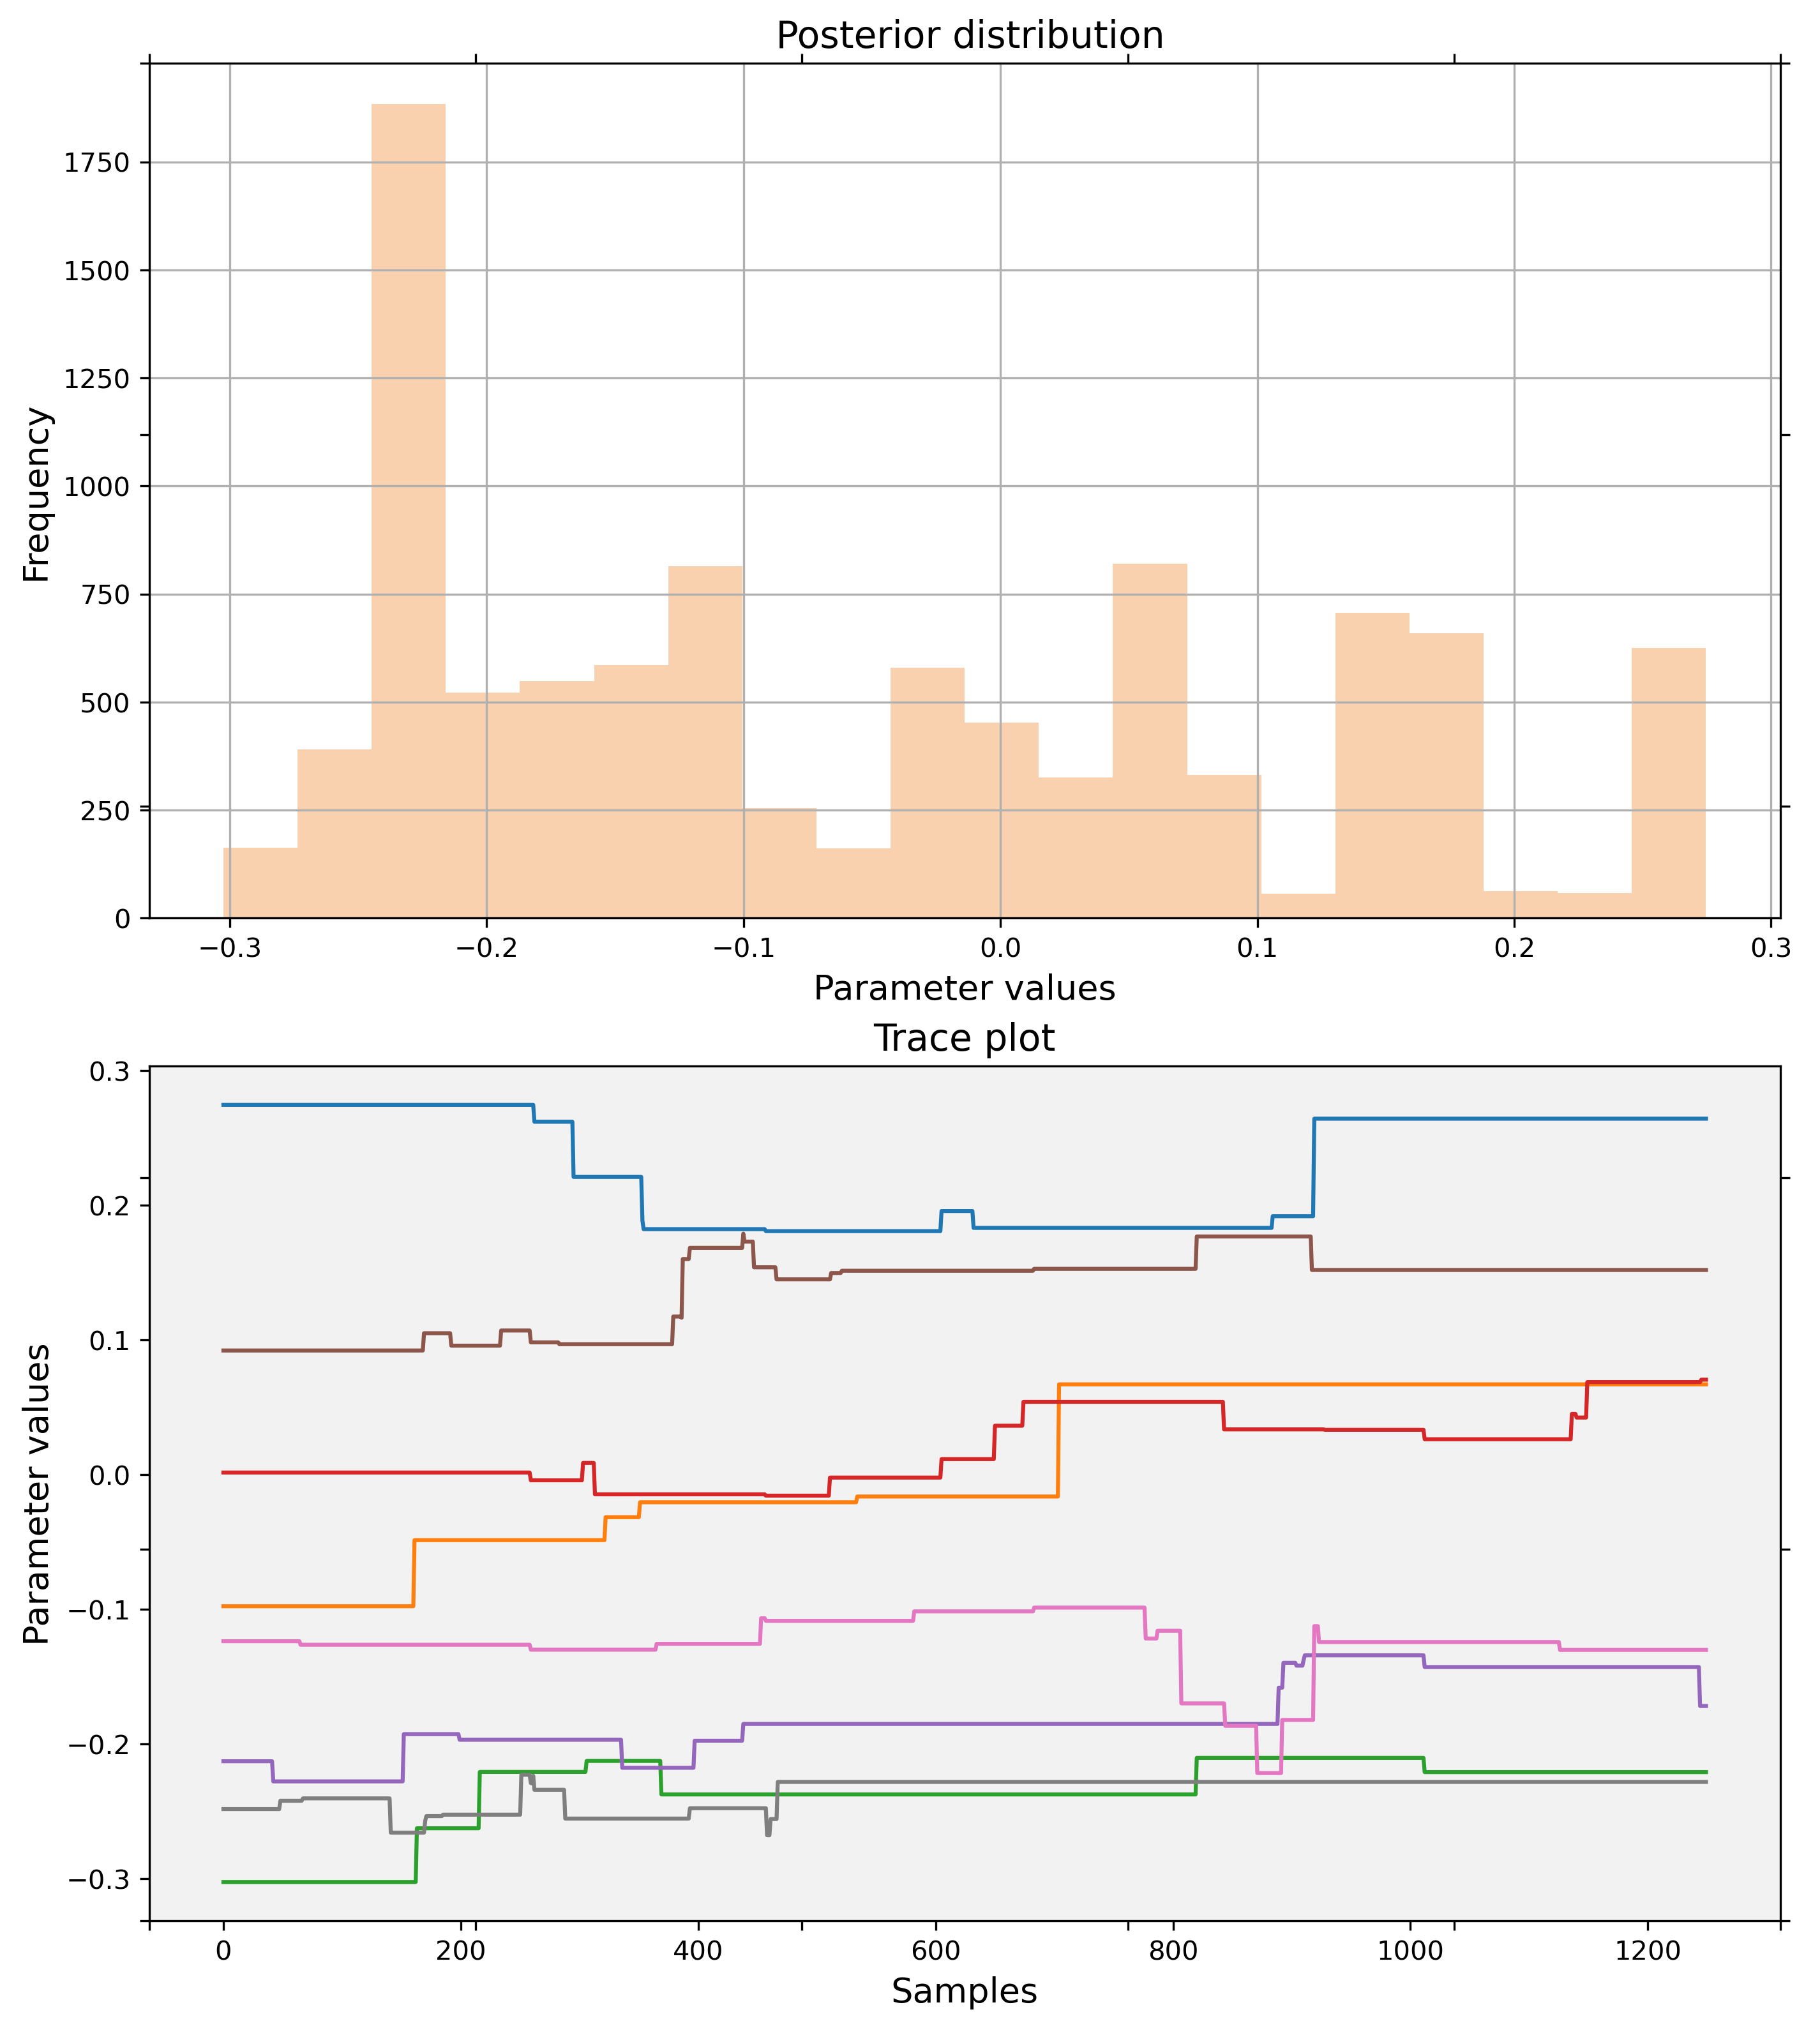 Posterior distribution
1750
1500
1250
1000
750
500
250
0
Frequency
−0.3 −0.2 −0.1 0.0 0.1 0.2 0.3
Parameter values
Trace plot
0.3
0.2
0.1
0.0
−0.1
−0.2
−0.3
Parameter values
0 200 400 600 800 1000 1200
Samples